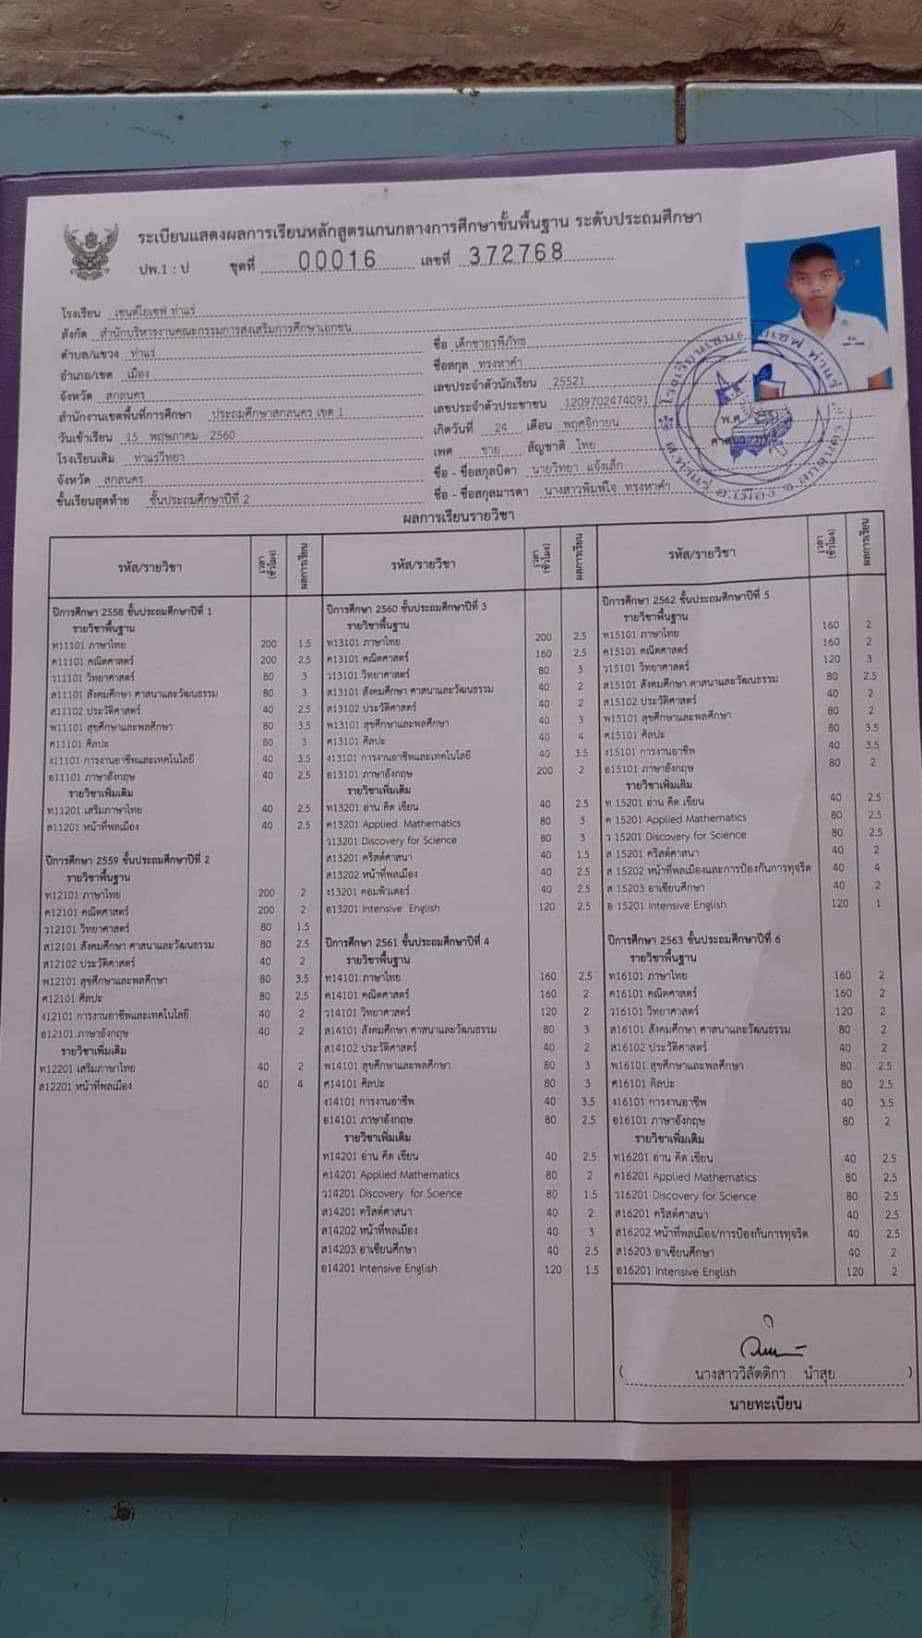 ระเบียนแสดงผลการเรียนหลักสูตรแกนกลางการศึกษาขั้นพื้นฐาน ระดับประถมศึกษา
ปพ.1 : ป ชุดที่ 00016 เลขที่ 372768
โรงเรียน เซนต์โยเซฟ ท่าแร่
สังกัด สำนักบริหารงานคณะกรรมการส่งเสริมการศึกษาเอกชน
ตำบล/แขวง ท่าแร่
อำเภอ/เขต เมือง
จังหวัด สกลนคร
สำนักงานเขตพื้นที่การศึกษา ประถมศึกษาสกลนคร เขต 1
วันเข้าเรียน 15 พฤษภาคม 2560
โรงเรียนเดิม ท่าแร่วิทยา
จังหวัด สกลนคร
ชั้นเรียนสุดท้าย ชั้นประถมศึกษาปีที่ 2
ชื่อ เด็กชายรพีภัทร
ชื่อสกุล ทรงหาคำ
เลขประจำตัวนักเรียน 25521
เลขประจำตัวประชาชน 1209702474091
เกิดวันที่ 24 เดือน พฤศจิกายน พ.ศ.
เพศ ชาย สัญชาติ ไทย
ชื่อ - ชื่อสกุลบิดา นายวิทยา แจ้งเล็ก
ชื่อ - ชื่อสกุลมารดา นางสาวพิมพ์ใจ ทรงหาคำ
ผลการเรียนรายวิชา
รหัส/รายวิชา เวลา (ชั่วโมง) ผลการเรียน
ปีการศึกษา 2558 ชั้นประถมศึกษาปีที่ 1
รายวิชาพื้นฐาน
ท11101 ภาษาไทย 200 1.5
ค11101 คณิตศาสตร์ 200 2.5
ว11101 วิทยาศาสตร์ 80 3
ส11101 สังคมศึกษา ศาสนาและวัฒนธรรม 80 3
ส11102 ประวัติศาสตร์ 40 2.5
พ11101 สุขศึกษาและพลศึกษา 80 3.5
ศ11101 ศิลปะ 80 3
ง11101 การงานอาชีพและเทคโนโลยี 40 3.5
อ11101 ภาษาอังกฤษ 40 2.5
รายวิชาเพิ่มเติม
ท11201 เสริมภาษาไทย 40 2.5
ส11201 หน้าที่พลเมือง 40 2.5
ปีการศึกษา 2559 ชั้นประถมศึกษาปีที่ 2
รายวิชาพื้นฐาน
ท12101 ภาษาไทย 200 2
ค12101 คณิตศาสตร์ 200 2
ว12101 วิทยาศาสตร์ 80 1.5
ส12101 สังคมศึกษา ศาสนาและวัฒนธรรม 80 2.5
ส12102 ประวัติศาสตร์ 40 2
พ12101 สุขศึกษาและพลศึกษา 80 3.5
ศ12101 ศิลปะ 80 2.5
ง12101 การงานอาชีพและเทคโนโลยี 40 2
อ12101 ภาษาอังกฤษ 40 2
รายวิชาเพิ่มเติม
ท12201 เสริมภาษาไทย 40 2
ส12201 หน้าที่พลเมือง 40 4
รหัส/รายวิชา เวลา (ชั่วโมง) ผลการเรียน
ปีการศึกษา 2560 ชั้นประถมศึกษาปีที่ 3
รายวิชาพื้นฐาน
ท13101 ภาษาไทย 200 2.5
ค13101 คณิตศาสตร์ 160 2.5
ว13101 วิทยาศาสตร์ 80 3
ส13101 สังคมศึกษา ศาสนาและวัฒนธรรม 40 2
ส13102 ประวัติศาสตร์ 40 2
พ13101 สุขศึกษาและพลศึกษา 40 3
ศ13101 ศิลปะ 40 4
ง13101 การงานอาชีพและเทคโนโลยี 40 3.5
อ13101 ภาษาอังกฤษ 200 2
รายวิชาเพิ่มเติม
ท13201 อ่าน คิด เขียน 40 2.5
ค13201 Applied Mathematics 80 3
ว13201 Discovery for Science 80 3
ส13201 คริสต์ศาสนา 40 1.5
ส13202 หน้าที่พลเมือง 40 2.5
ง13201 คอมพิวเตอร์ 40 2.5
อ13201 Intensive English 120 2.5
ปีการศึกษา 2561 ชั้นประถมศึกษาปีที่ 4
รายวิชาพื้นฐาน
ท14101 ภาษาไทย 160 2.5
ค14101 คณิตศาสตร์ 160 2
ว14101 วิทยาศาสตร์ 120 2
ส14101 สังคมศึกษา ศาสนาและวัฒนธรรม 80 3
ส14102 ประวัติศาสตร์ 40 2
พ14101 สุขศึกษาและพลศึกษา 80 3
ศ14101 ศิลปะ 80 3
ง14101 การงานอาชีพ 40 3.5
อ14101 ภาษาอังกฤษ 80 2.5
รายวิชาเพิ่มเติม
ท14201 อ่าน คิด เขียน 40 2.5
ค14201 Applied Mathematics 80 2
ว14201 Discovery for Science 80 1.5
ส14201 คริสต์ศาสนา 40 2
ส14202 หน้าที่พลเมือง 40 3
ส14203 อาเซียนศึกษา 40 2.5
อ14201 Intensive English 120 1.5
รหัส/รายวิชา เวลา (ชั่วโมง) ผลการเรียน
ปีการศึกษา 2562 ชั้นประถมศึกษาปีที่ 5
รายวิชาพื้นฐาน
ท15101 ภาษาไทย 160 2
ค15101 คณิตศาสตร์ 160 2
ว15101 วิทยาศาสตร์ 120 3
ส15101 สังคมศึกษา ศาสนาและวัฒนธรรม 80 2.5
ส15102 ประวัติศาสตร์ 40 2
พ15101 สุขศึกษาและพลศึกษา 80 2
ศ15101 ศิลปะ 80 3.5
ง15101 การงานอาชีพ 40 3.5
อ15101 ภาษาอังกฤษ 80 2
รายวิชาเพิ่มเติม
ท 15201 อ่าน คิด เขียน 40 2.5
ค 15201 Applied Mathematics 80 2.5
ว 15201 Discovery for Science 80 2.5
ส 15201 คริสต์ศาสนา 40 2
ส 15202 หน้าที่พลเมืองและการป้องกันการทุจริต 40 4
ส 15203 อาเซียนศึกษา 40 2
อ 15201 Intensive English 120 1
ปีการศึกษา 2563 ชั้นประถมศึกษาปีที่ 6
รายวิชาพื้นฐาน
ท16101 ภาษาไทย 160 2
ค16101 คณิตศาสตร์ 160 2
ว16101 วิทยาศาสตร์ 120 2
ส16101 สังคมศึกษา ศาสนาและวัฒนธรรม 80 2
ส16102 ประวัติศาสตร์ 40 2
พ16101 สุขศึกษาและพลศึกษา 80 2.5
ศ16101 ศิลปะ 80 2.5
ง16101 การงานอาชีพ 40 3.5
อ16101 ภาษาอังกฤษ 80 2
รายวิชาเพิ่มเติม
ท16201 อ่าน คิด เขียน 40 2.5
ค16201 Applied Mathematics 80 2.5
ว16201 Discovery for Science 80 2.5
ส16201 คริสต์ศาสนา 40 2.5
ส16202 หน้าที่พลเมือง/การป้องกันการทุจริต 40 2.5
ส16203 อาเซียนศึกษา 40 2
อ16201 Intensive English 120 2
(นางสาววิลัตติกา นำสุย)
นายทะเบียน